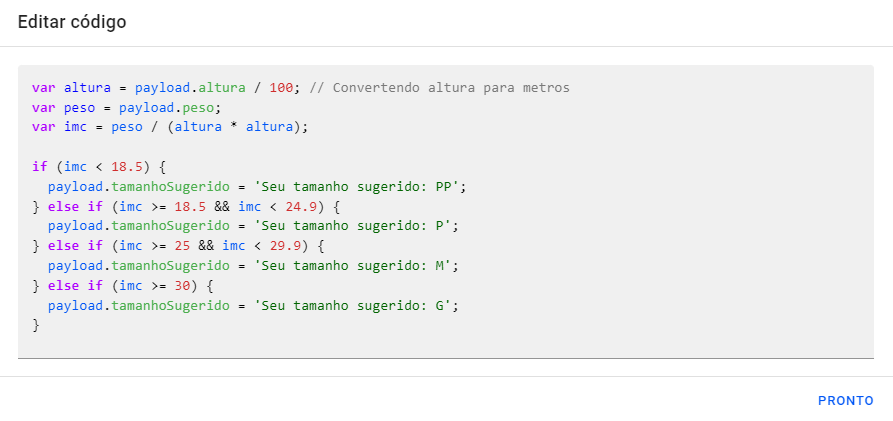 Editar código
var altura = payload.altura / 100; // Convertendo altura para metros
var peso = payload.peso;
var imc = peso / (altura * altura);
if (imc < 18.5) {
  payload.tamanhoSugerido = 'Seu tamanho sugerido: PP';
} else if (imc >= 18.5 && imc < 24.9) {
  payload.tamanhoSugerido = 'Seu tamanho sugerido: P';
} else if (imc >= 25 && imc < 29.9) {
  payload.tamanhoSugerido = 'Seu tamanho sugerido: M';
} else if (imc >= 30) {
  payload.tamanhoSugerido = 'Seu tamanho sugerido: G';
}
PRONTO